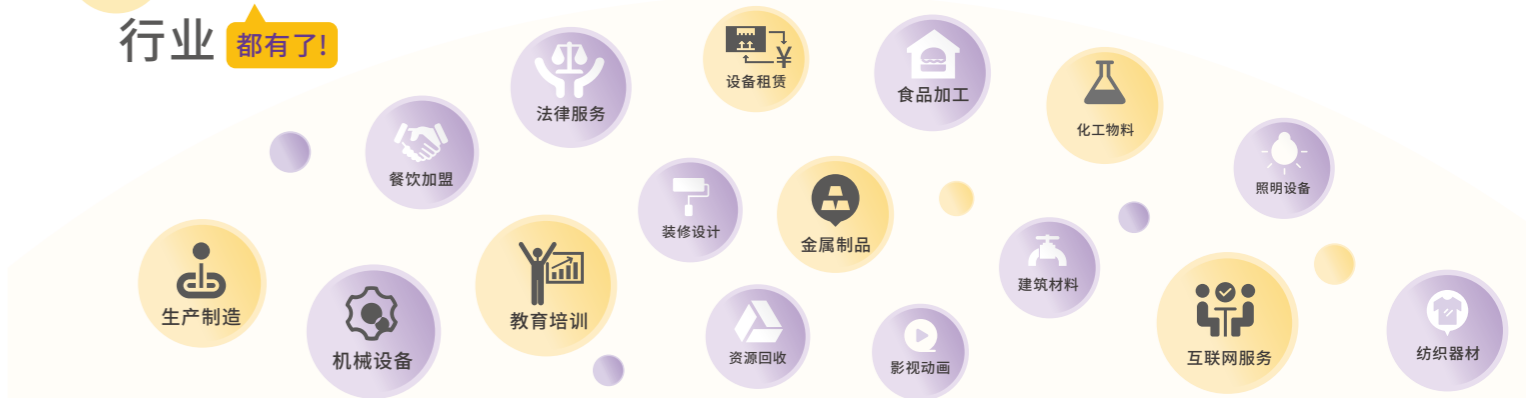 行业 都有了!
法律服务
设备租赁
食品加工
化工物料
餐饮加盟
照明设备
装修设计
金属制品
建筑材料
生产制造
机械设备
教育培训
资源回收
影视动画
互联网服务
纺织器材